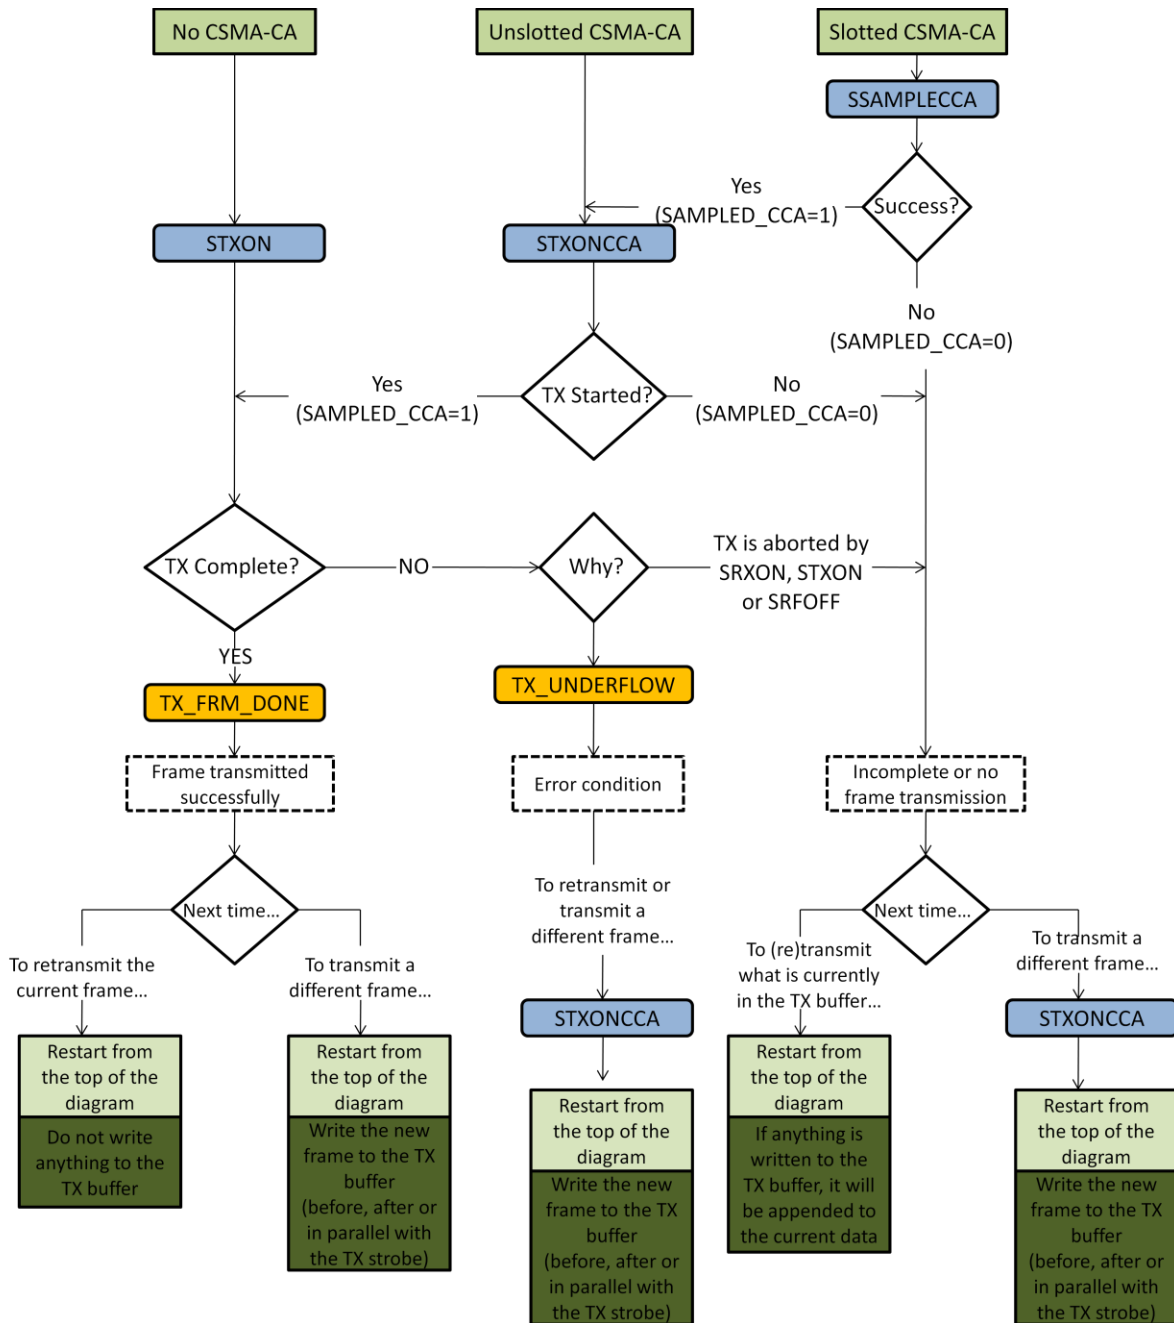 No CSMA-CA
Unslotted CSMA-CA
Slotted CSMA-CA
SSAMPLECCA
Yes
(SAMPLED_CCA=1)
Success?
STXON
STXONCCA
No
(SAMPLED_CCA=0)
Yes
(SAMPLED_CCA=1)
TX Started?
No
(SAMPLED_CCA=0)
TX Complete?
NO
Why?
TX is aborted by
SRXON, STXON
or SRFOFF
YES
TX_FRM_DONE
TX_UNDERFLOW
Frame transmitted
successfully
Error condition
Incomplete or no
frame transmission
Next time...
To retransmit or
transmit a
different frame...
Next time...
To retransmit the
current frame...
To transmit a
different frame...
To (re)transmit
what is currently
in the TX buffer...
To transmit a
different frame...
STXONCCA
STXONCCA
Restart from
the top of the
diagram
Do not write
anything to the
TX buffer
Restart from
the top of the
diagram
Write the new
frame to the TX
buffer
(before, after or
in parallel with
the TX strobe)
Restart from
the top of the
diagram
Write the new
frame to the TX
buffer
(before, after or
in parallel with
the TX strobe)
Restart from
the top of the
diagram
If anything is
written to the
TX buffer, it will
be appended to
the current data
Restart from
the top of the
diagram
Write the new
frame to the TX
buffer
(before, after or
in parallel with
the TX strobe)